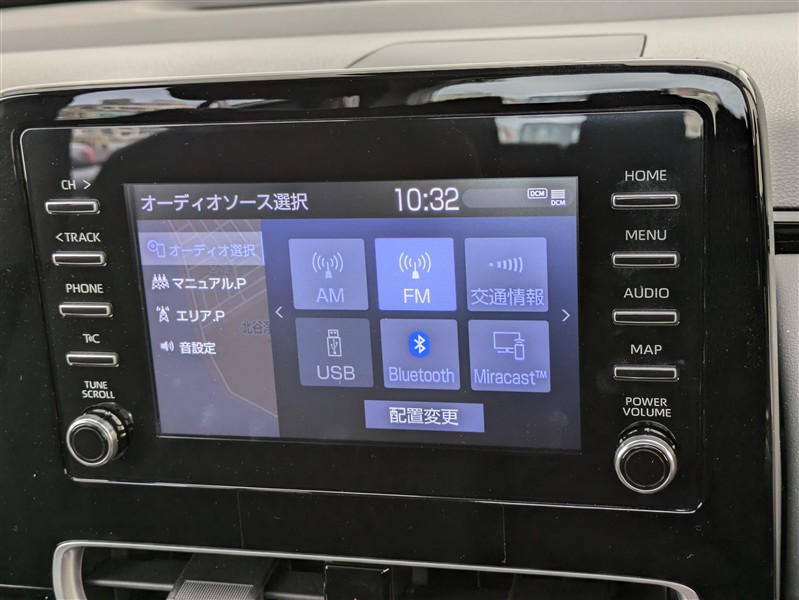 CH >
< TRACK
PHONE
T&C
TUNE
SCROLL
オーディオソース選択
10:32
DCM
DCM
オーディオ選択
マニュアル.P
エリア.P
音設定
北谷
AM
FM
交通情報
USB
Bluetooth
Miracast™
配置変更
HOME
MENU
AUDIO
MAP
POWER
VOLUME